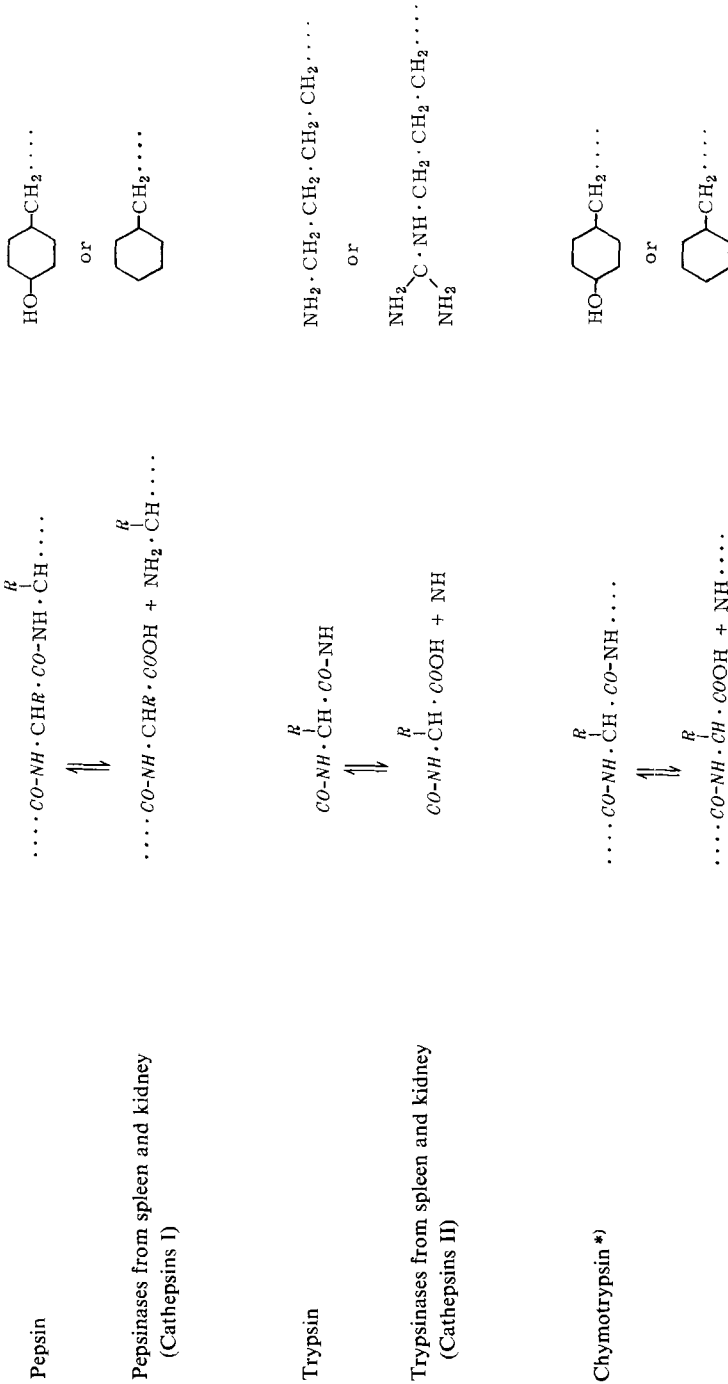 Pepsin
····CO-NH·CHR·CO-NH·CH····
R
HO
CH₂····
or
Pepsinases from spleen and kidney
(Cathepsins I)
····CO-NH·CHR·COOH + NH₂·CH····
R
CH₂····
Trypsin
R
CO-NH·CH·CO-NH
NH₂·CH₂·CH₂·CH₂·CH₂····
or
Trypsinases from spleen and kidney
(Cathepsins II)
R
CO-NH·CH·COOH + NH
NH₂
C·NH·CH₂·CH₂·CH₂····
NH₂
Chymotrypsin *)
R
····CO-NH·CH.CO-NH····
HO
CH₂····
or
R
····CO-NH·CH·COOH + NH····
CH₂····